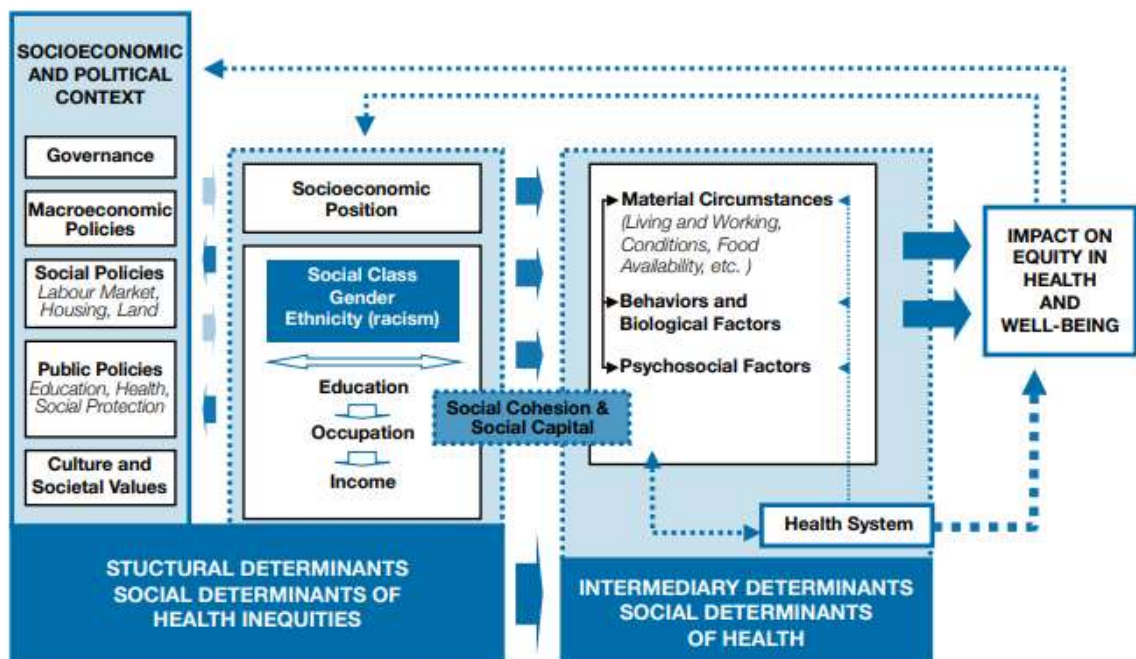 SOCIOECONOMIC
AND POLITICAL
CONTEXT
Governance
Macroeconomic
Policies
Social Policies
Labour Market,
Housing, Land
Public Policies
Education, Health,
Social Protection
Culture and
Societal Values
Socioeconomic
Position
Social Class
Gender
Ethnicity (racism)
Education
Occupation
Income
Social Cohesion &
Social Capital
Material Circumstances
(Living and Working,
Conditions, Food
Availability, etc. )
Behaviors and
Biological Factors
Psychosocial Factors
Health System
IMPACT ON
EQUITY IN
HEALTH
AND
WELL-BEING
STUCTURAL DETERMINANTS
SOCIAL DETERMINANTS OF
HEALTH INEQUITIES
INTERMEDIARY DETERMINANTS
SOCIAL DETERMINANTS
OF HEALTH